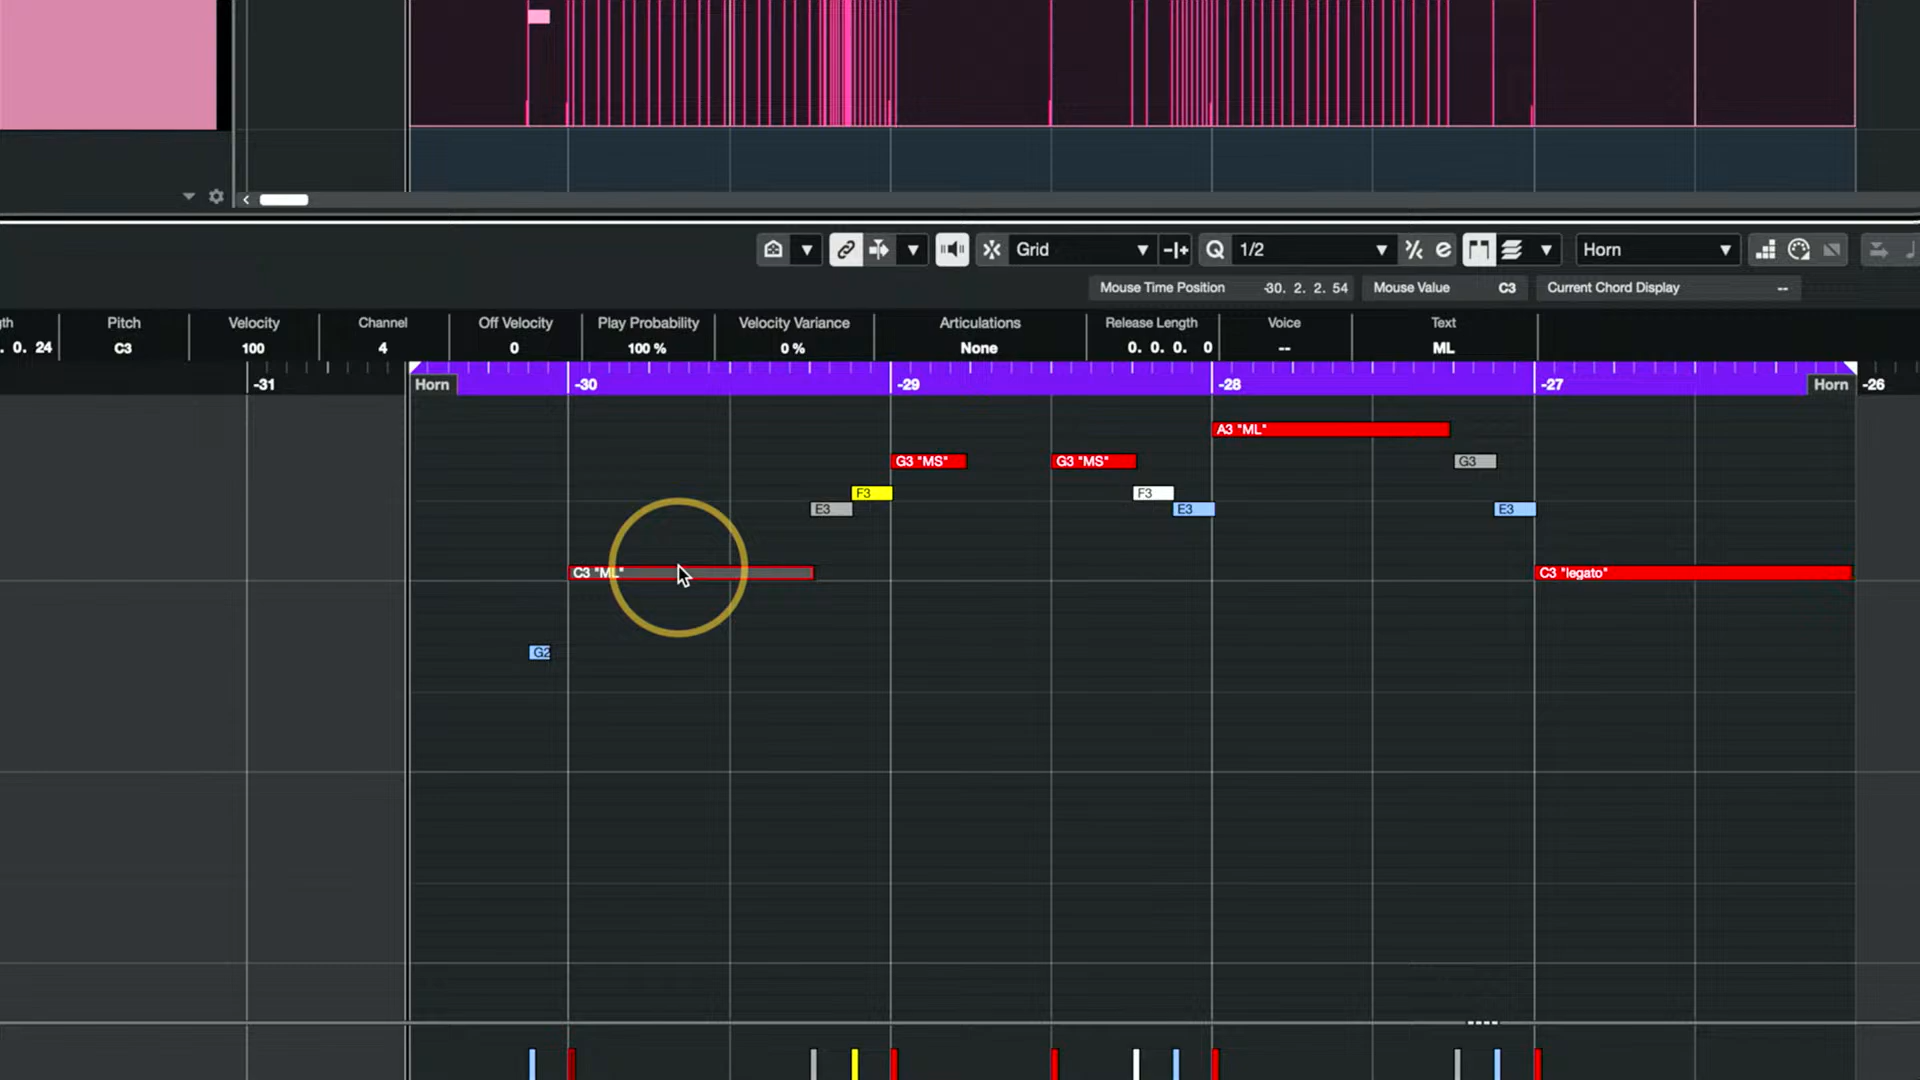 Grid
Q
1/2
e
Horn
Mouse Time Position -30. 2. 2. 54
Mouse Value C3
Current Chord Display --
Pitch Velocity Channel Off Velocity Play Probability Velocity Variance Articulations Release Length Voice Text
. 0. 24 C3 100 4 0 100 % 0 % None 0. 0. 0. 0 -- ML
-31 Horn -30 -29 -28 -27 Horn -26
A3 "ML"
G3 "MS" G3 "MS" G3
F3 F3
E3 E3 E3
C3 "ML" C3 "legato"
G2